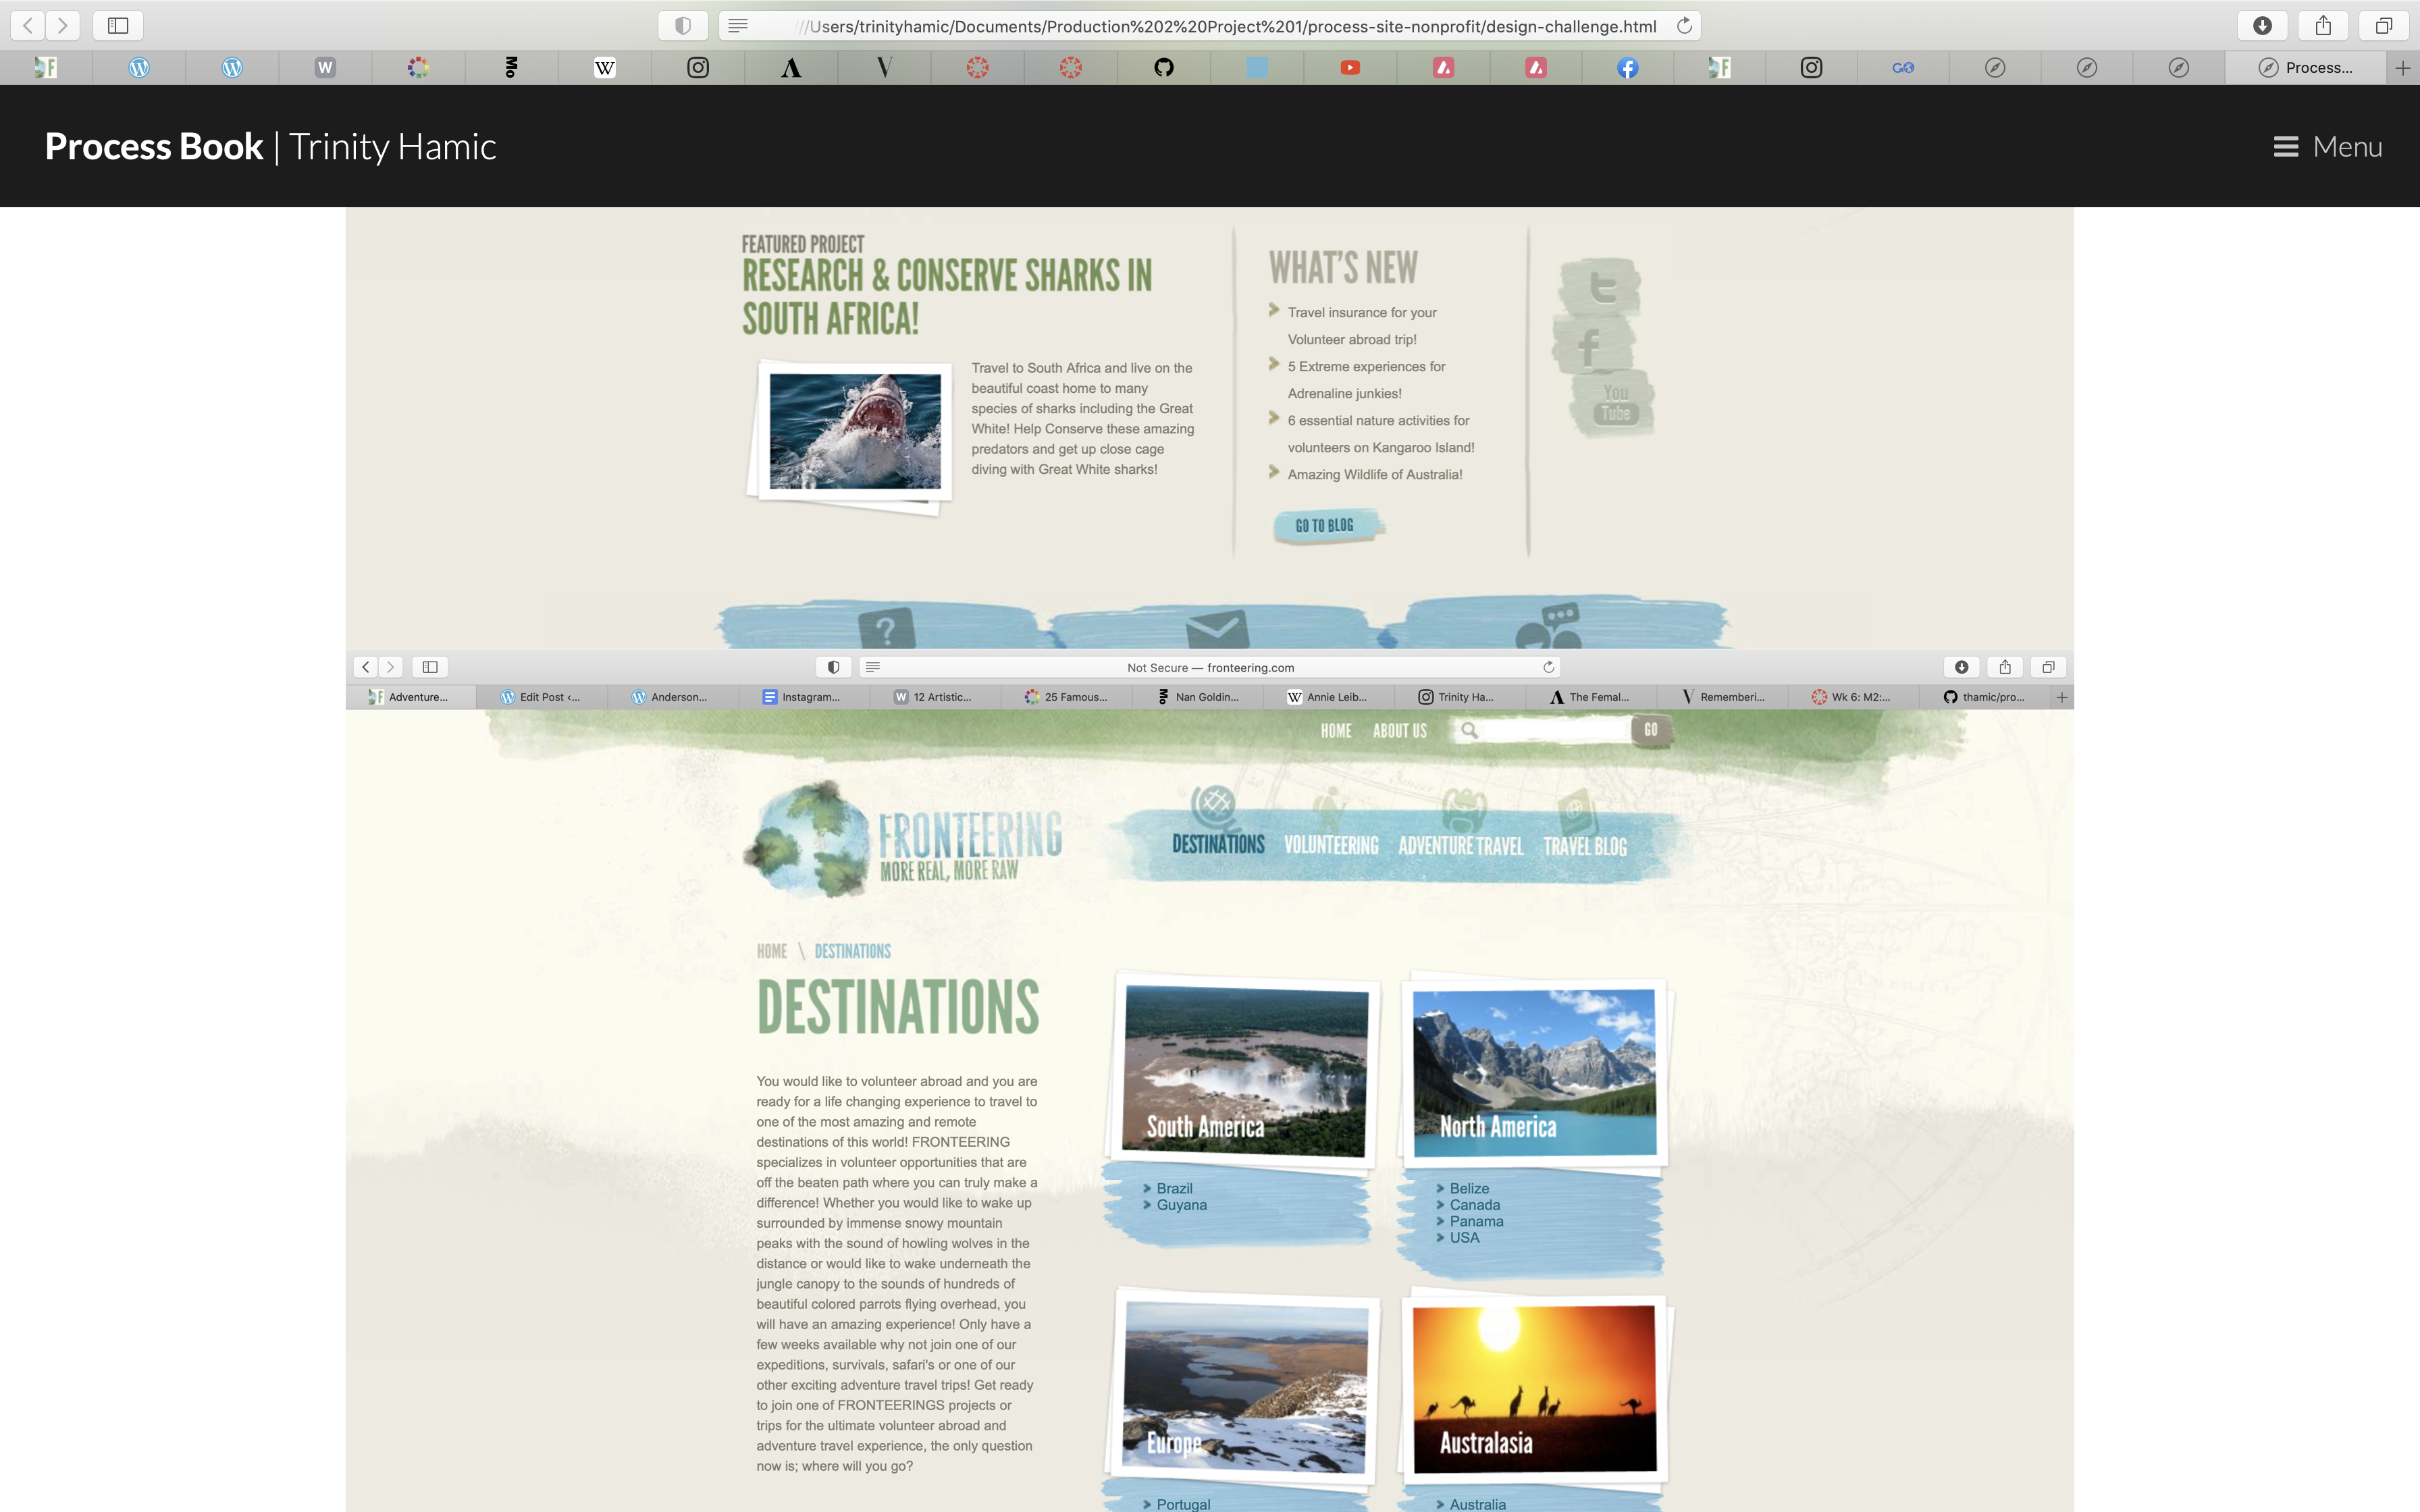 ///Users/trinityhamic/Documents/Production%202%20Project%201/process-site-nonprofit/design-challenge.html
F
W
Mo
W
V
GO
Process...
Process Book | Trinity Hamic
Menu
FEATURED PROJECT
RESEARCH & CONSERVE SHARKS IN
SOUTH AFRICA!
Travel to South Africa and live on the
beautiful coast home to many
species of sharks including the Great
White! Help Conserve these amazing
predators and get up close cage
diving with Great White sharks!
WHAT'S NEW
Travel insurance for your
Volunteer abroad trip!
5 Extreme experiences for
Adrenaline junkies!
6 essential nature activities for
volunteers on Kangaroo Island!
Amazing Wildlife of Australia!
GO TO BLOG
You
Tube
Not Secure — fronteering.com
Adventure...
Edit Post ‹...
Anderson...
Instagram...
12 Artistic...
25 Famous...
Nan Goldin...
Annie Leib...
Trinity Ha...
The Femal...
Rememberi...
Wk 6: M2:...
thamic/pro...
HOME ABOUT US GO
FRONTEERING
MORE REAL, MORE RAW
DESTINATIONS VOLUNTEERING ADVENTURE TRAVEL TRAVEL BLOG
HOME \ DESTINATIONS
DESTINATIONS
You would like to volunteer abroad and you are
ready for a life changing experience to travel to
one of the most amazing and remote
destinations of this world! FRONTEERING
specializes in volunteer opportunities that are
off the beaten path where you can truly make a
difference! Whether you would like to wake up
surrounded by immense snowy mountain
peaks with the sound of howling wolves in the
distance or would like to wake underneath the
jungle canopy to the sounds of hundreds of
beautiful colored parrots flying overhead, you
will have an amazing experience! Only have a
few weeks available why not join one of our
expeditions, survivals, safari's or one of our
other exciting adventure travel trips! Get ready
to join one of FRONTEERINGS projects or
trips for the ultimate volunteer abroad and
adventure travel experience, the only question
now is; where will you go?
South America
Brazil
Guyana
North America
Belize
Canada
Panama
USA
Europe
Portugal
Australasia
Australia